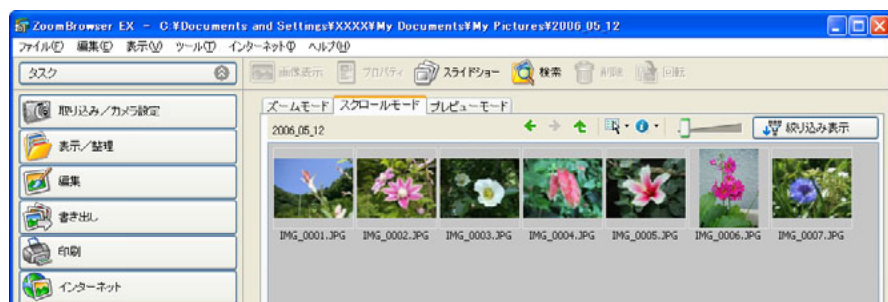 ZoomBrowser EX - C:¥Documents and Settings¥XXXX¥My Documents¥My Pictures¥2006_05_12
ファイル(F) 編集(E) 表示(V) ツール(T) インターネット(I) ヘルプ(H)
タスク
画像表示 プロパティ スライドショー 検索 削除 回転
取り込み/カメラ設定
表示/整理
編集
書き出し
印刷
インターネット
ズームモード スクロールモード プレビューモード
2006_05_12
絞り込み表示
IMG_0001.JPG IMG_0002.JPG IMG_0003.JPG IMG_0004.JPG IMG_0005.JPG IMG_0006.JPG IMG_0007.JPG